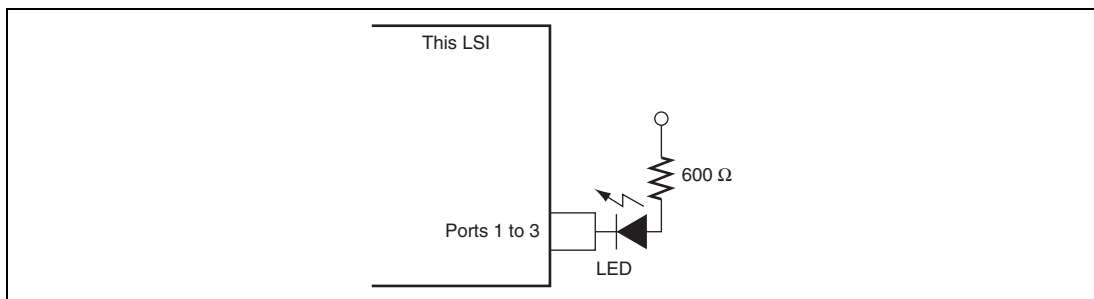 This LSI
600 Ω
Ports 1 to 3
LED